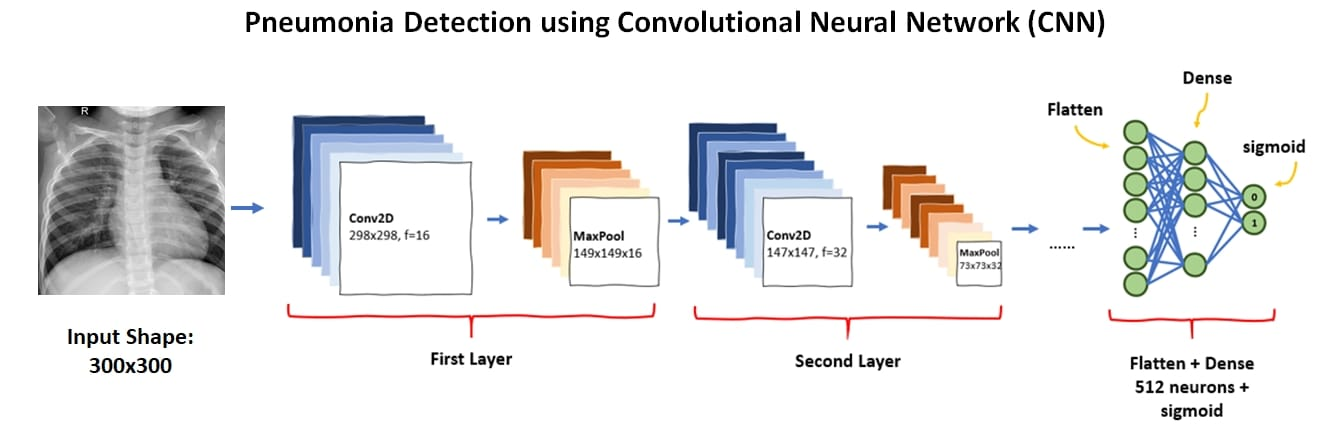 Pneumonia Detection using Convolutional Neural Network (CNN)
R
Input Shape:
300x300
Conv2D
298x298, f=16
MaxPool
149x149x16
First Layer
Conv2D
147x147, f=32
MaxPool
73x73x32
Second Layer
......
Flatten
Dense
sigmoid
0
1
Flatten + Dense
512 neurons +
sigmoid